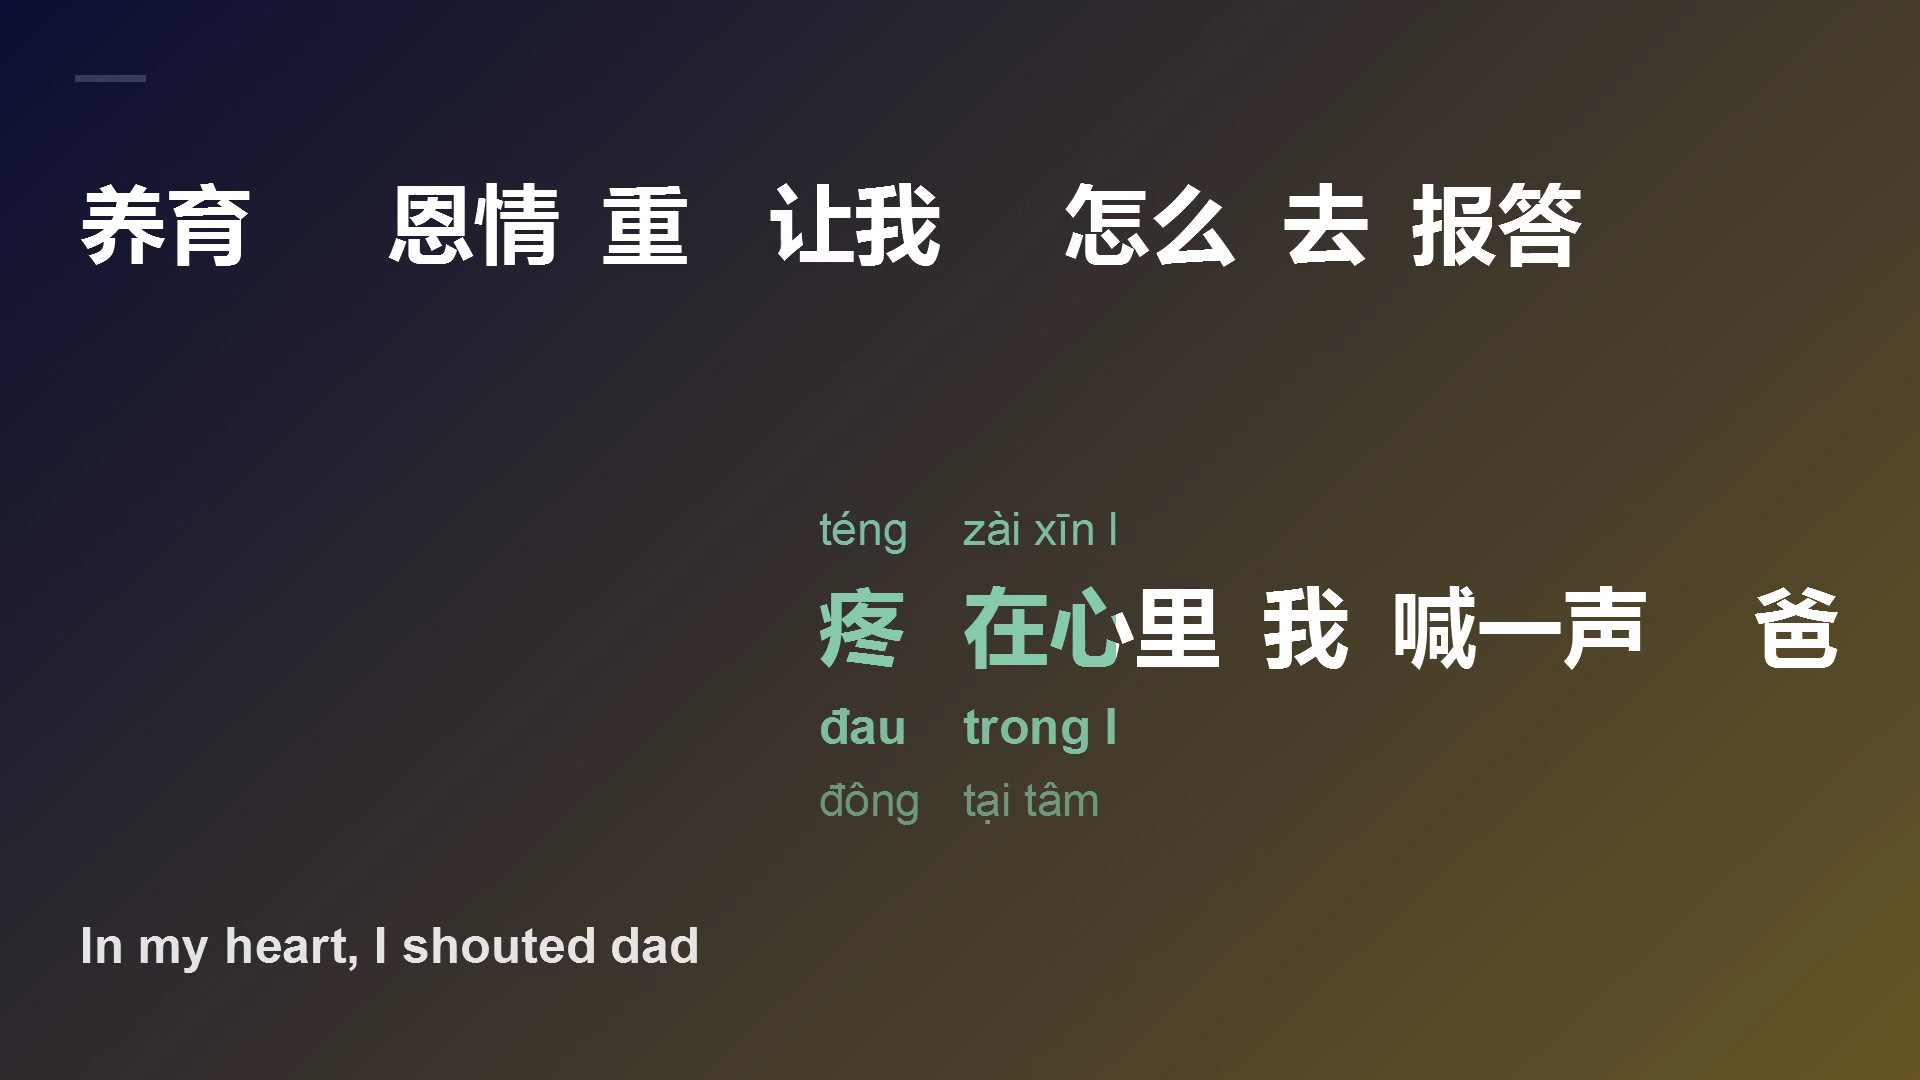 养育 恩情 重 让我 怎么 去 报答
téng zài xīn l
疼 在心里 我 喊一声 爸
đau trong l
đông tại tâm
In my heart, I shouted dad